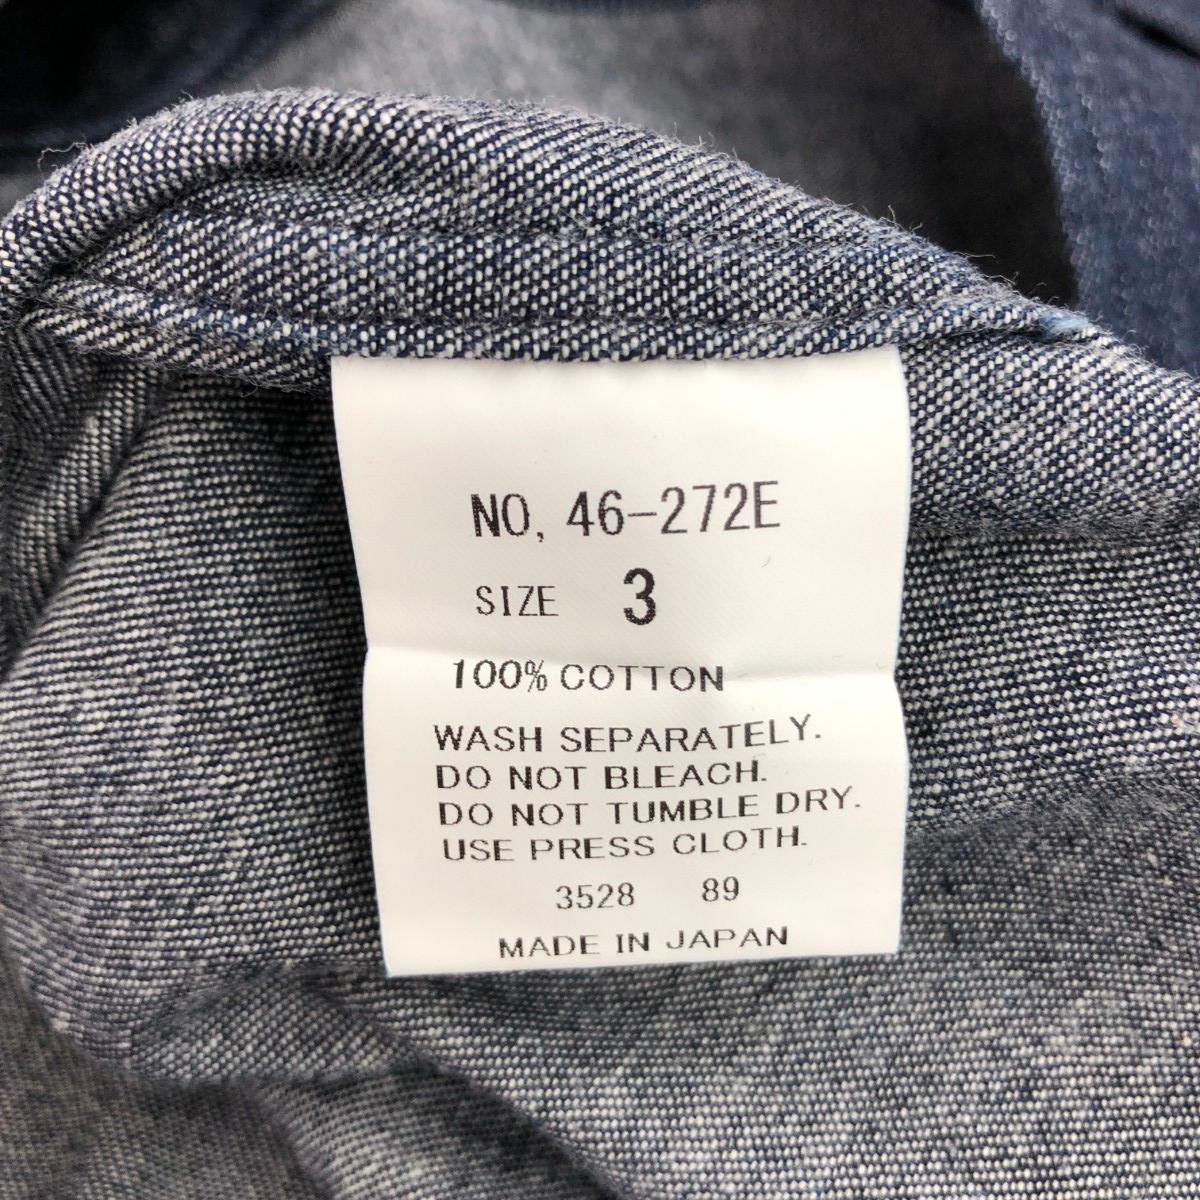 NO, 46-272E
SIZE 3
100% COTTON
WASH SEPARATELY.
DO NOT BLEACH.
DO NOT TUMBLE DRY.
USE PRESS CLOTH.
3528 89
MADE IN JAPAN